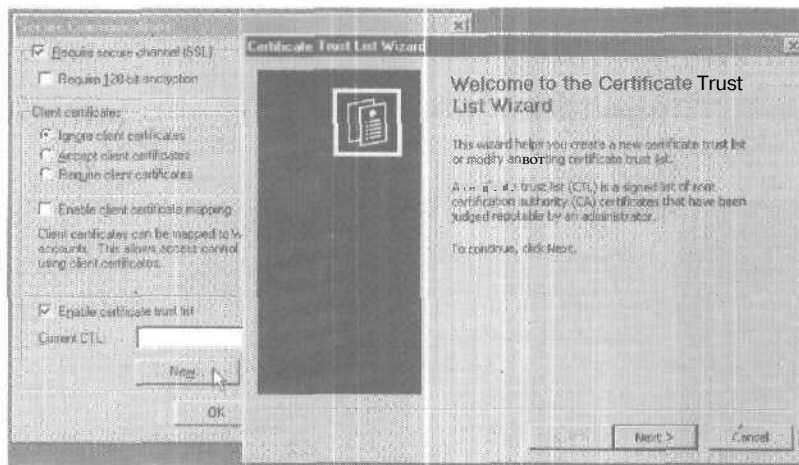 Require secure channel (SSL)
Require 128-bit encryption
Client certificates
Ignore client certificates
Accept client certificates
Require client certificates
Enable client certificate mapping
Client certificates can be mapped to W
accounts. This allows access control
using client certificates.
Enable certificate trust list
Current CTL:
New
OK
Certificate Trust List Wizard
Welcome to the Certificate Trust
List Wizard
This wizard helps you create a new certificate trust list
or modify anвотting certificate trust list.
A trust list (CTL) is a signed list of root
certification authority (CA) certificates that have been
judged reputable by an administrator.
To continue, click Next.
Next >
Cancel